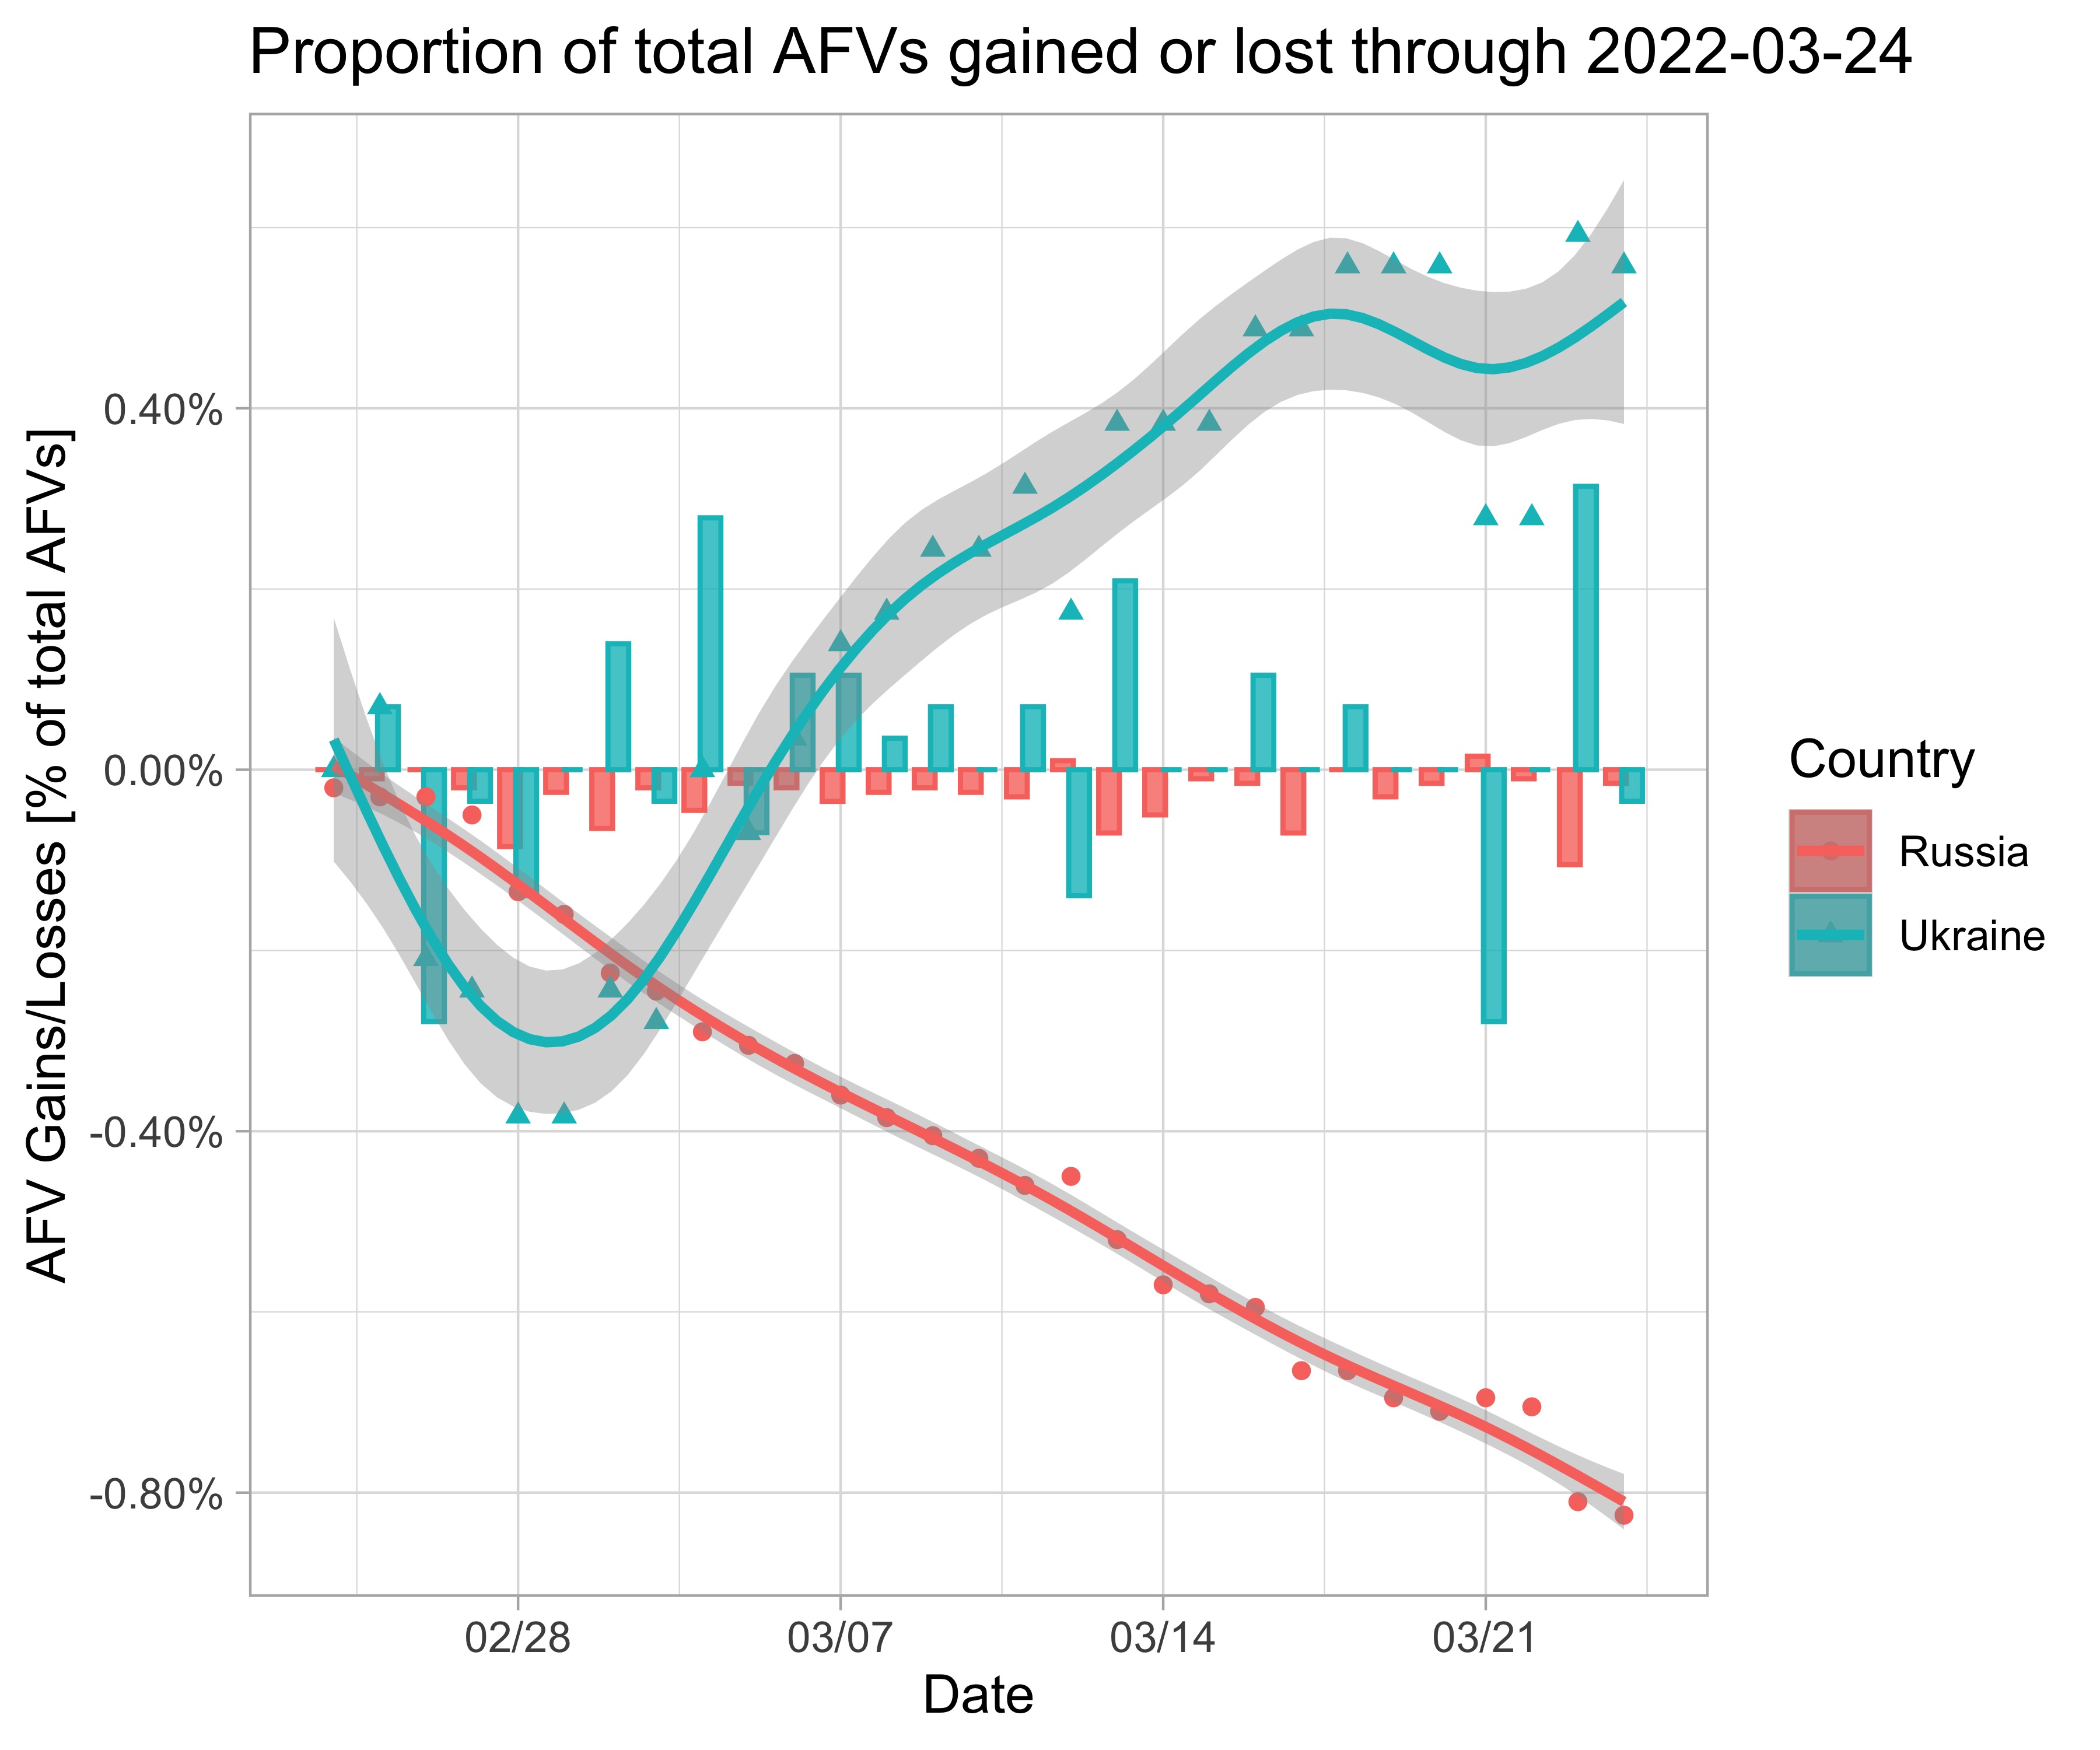 Proportion of total AFVs gained or lost through 2022-03-24
AFV Gains/Losses [% of total AFVs]
0.40%
0.00%
-0.40%
-0.80%
02/28
03/07
03/14
03/21
Date
Country
Russia
Ukraine